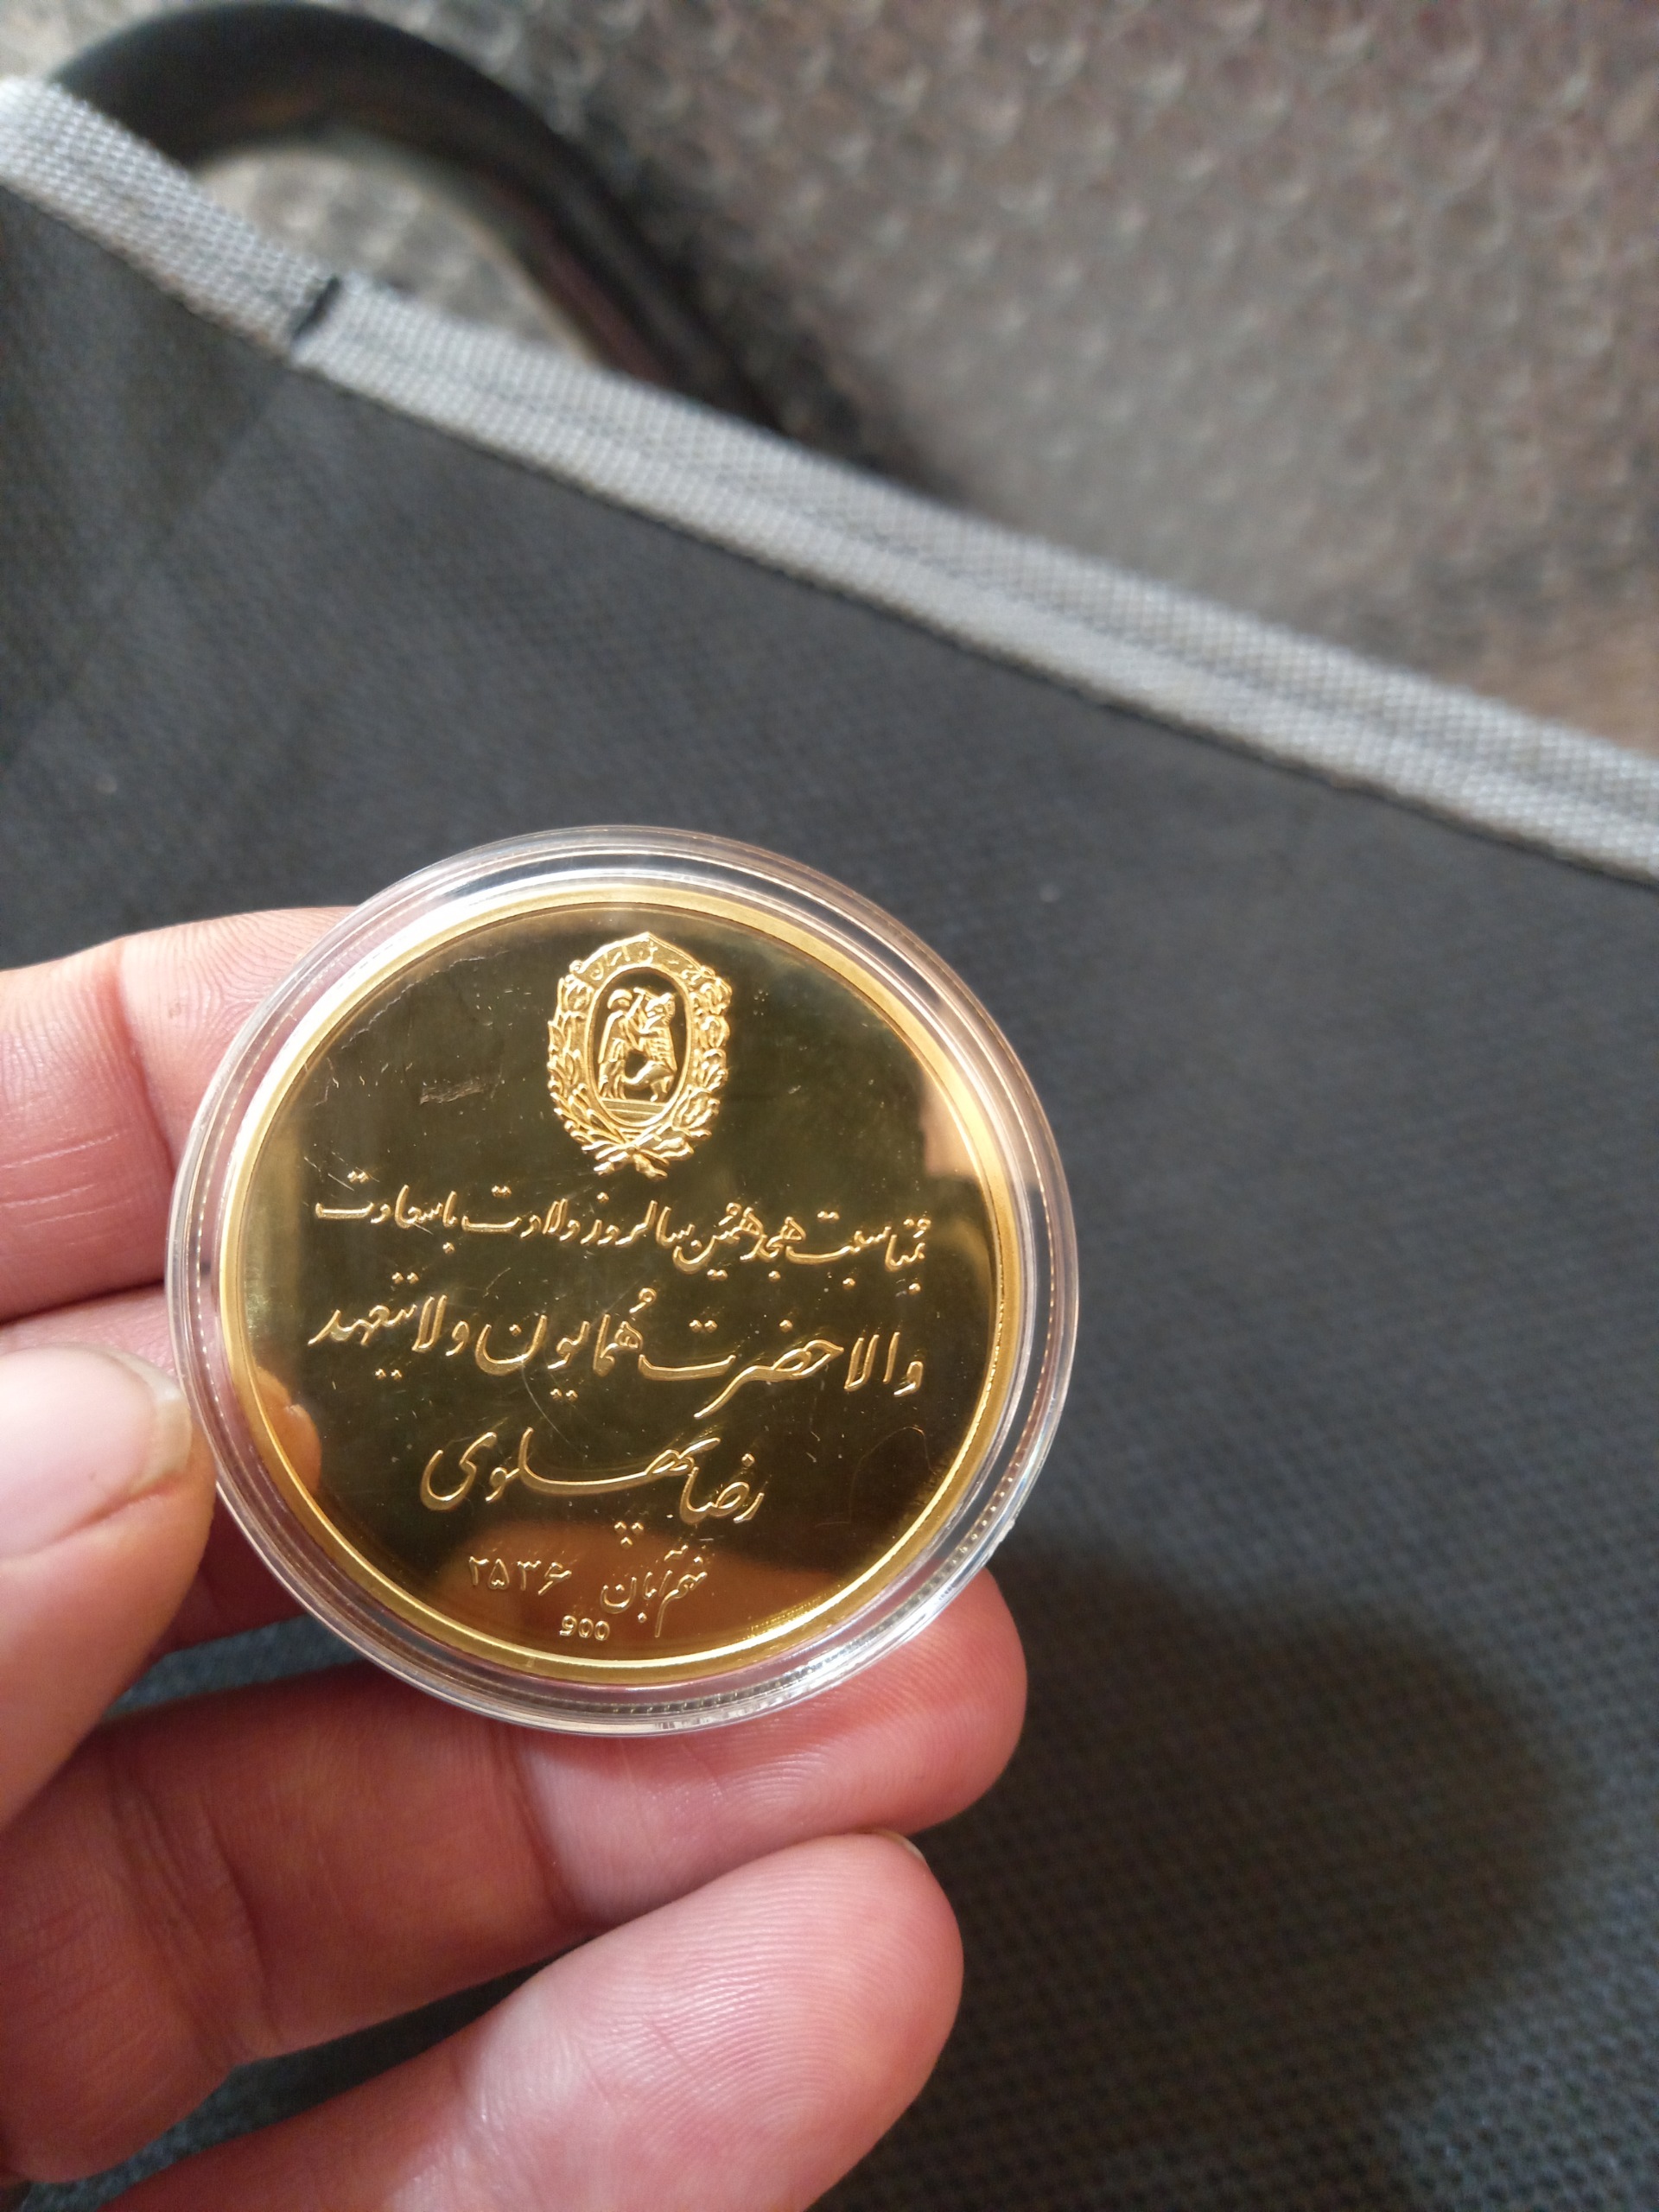 بمناسبت هجدهمین سالروز ولادت باسعادت
والاحضرت همایون ولایتعهد
رضا پهلوی
نهم آبان ۲۵۳۶
900